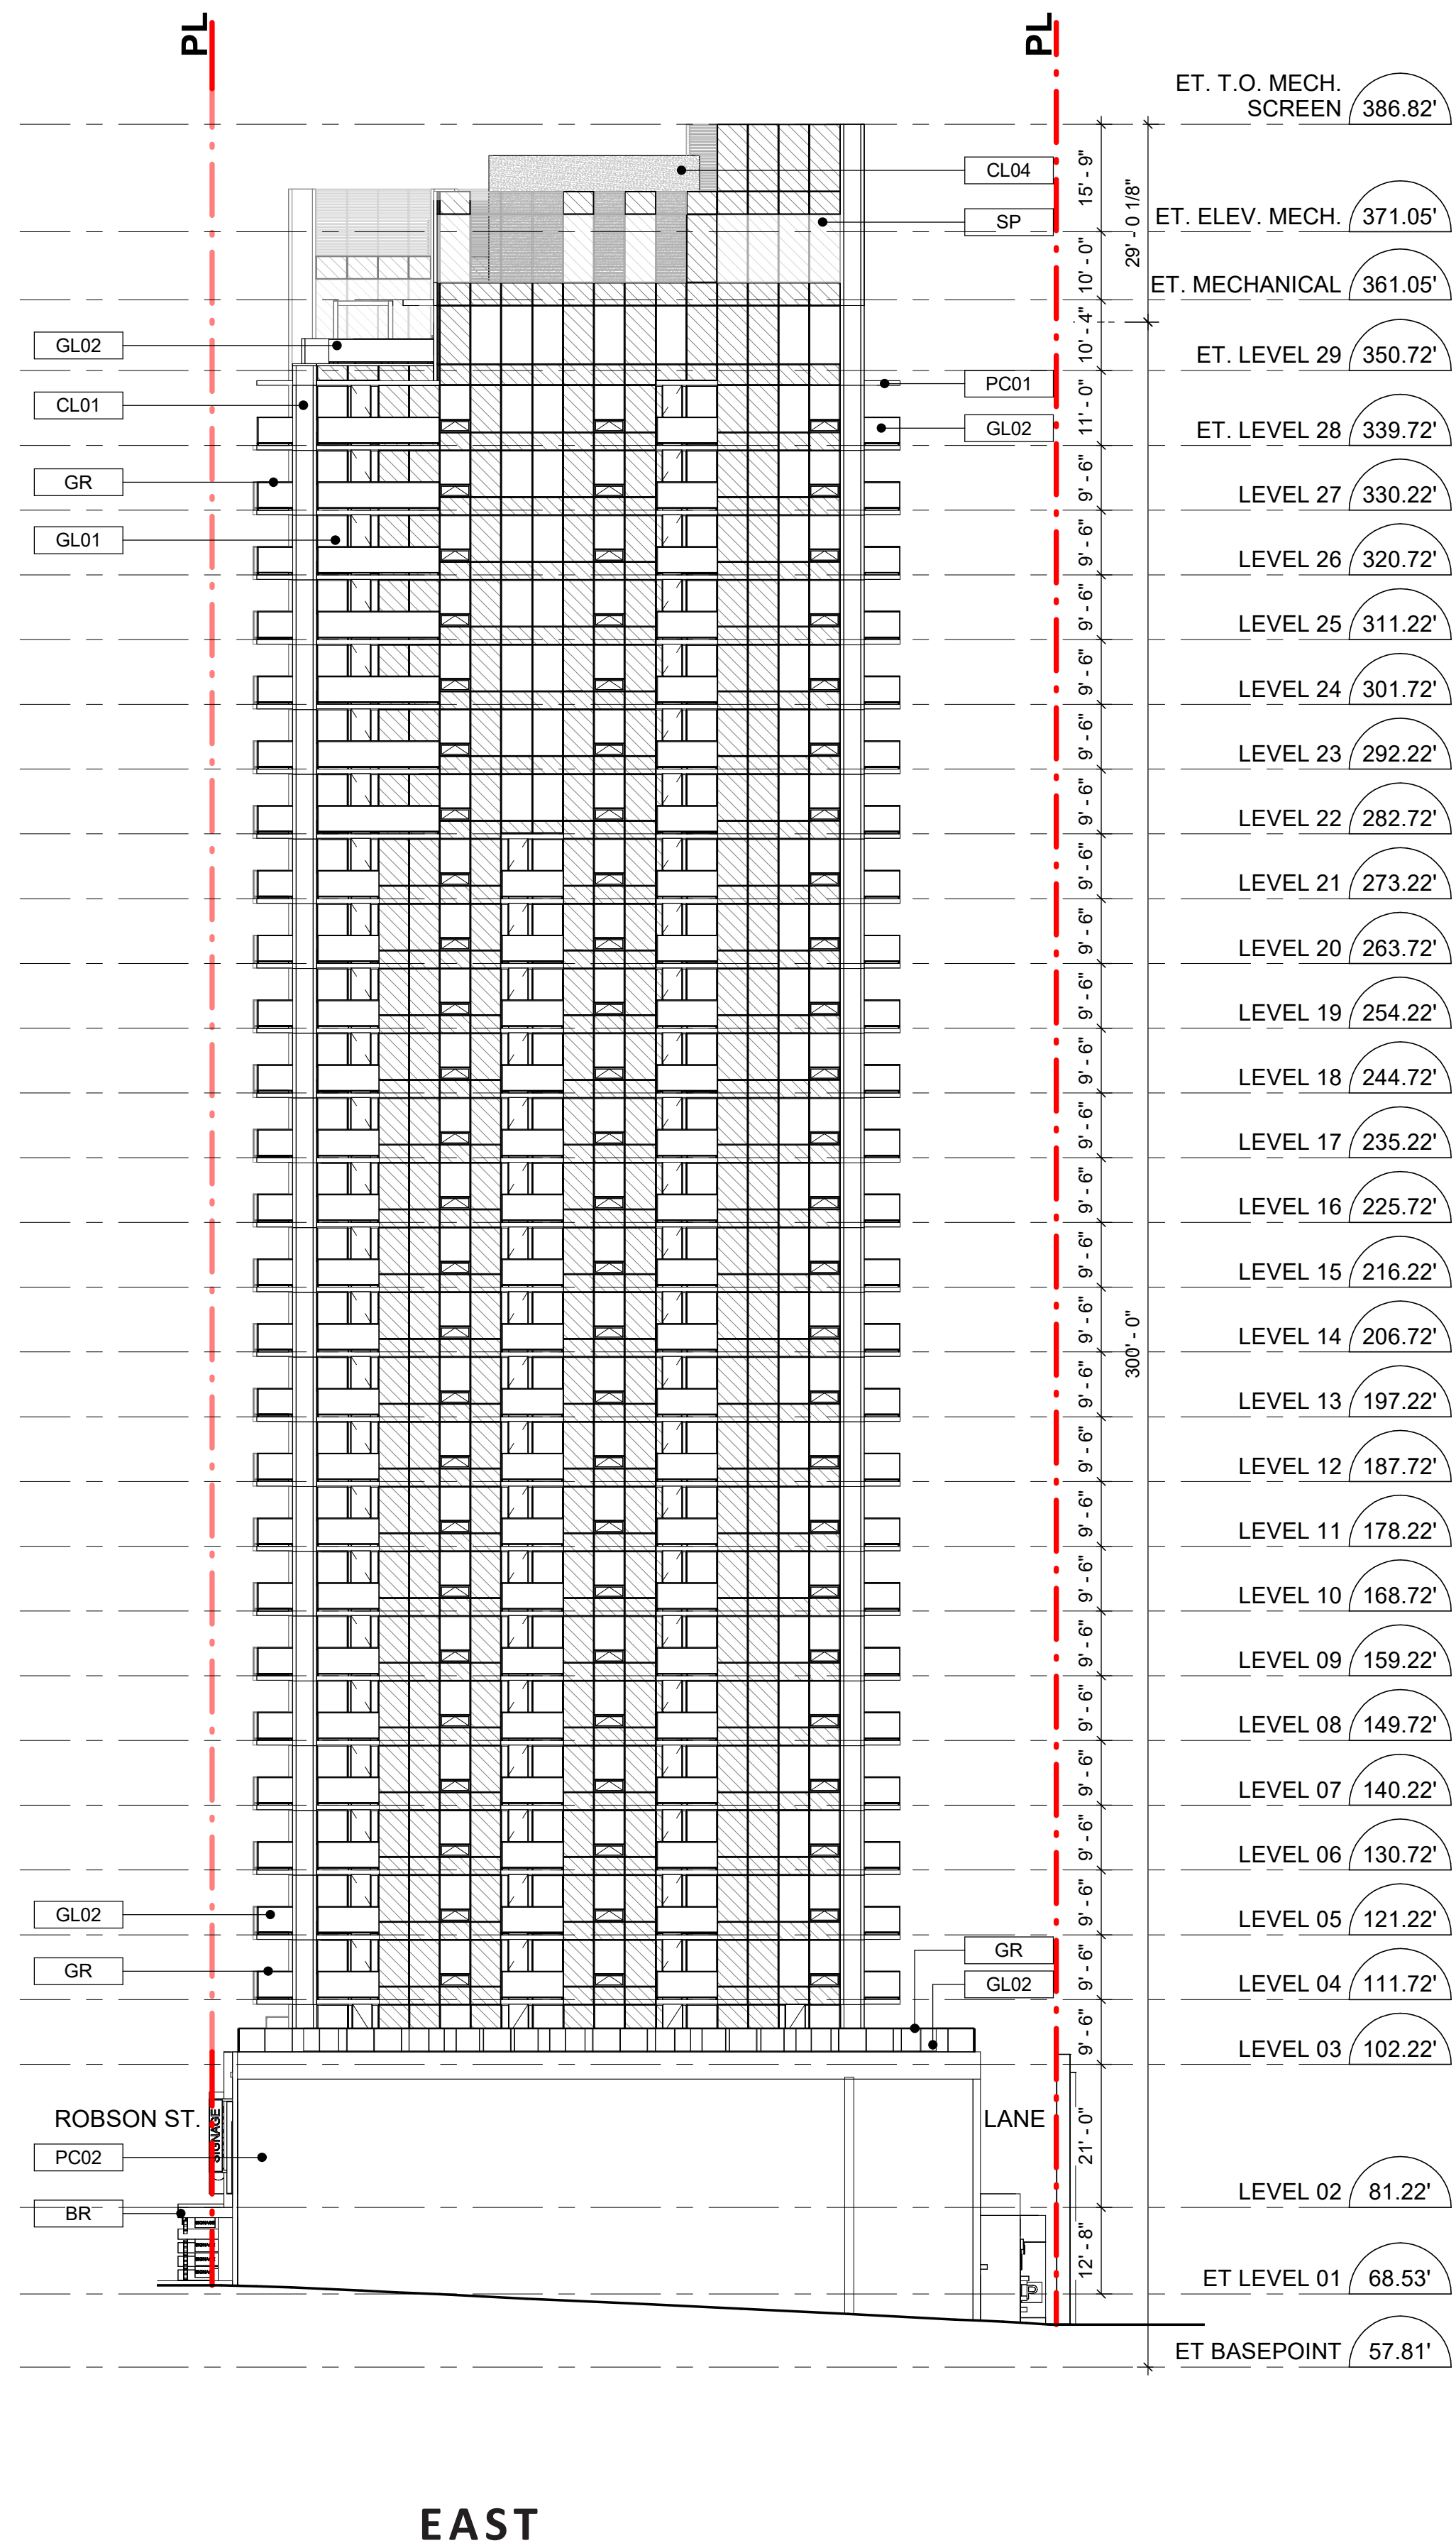 PL
PL
ET. T.O. MECH.
SCREEN 386.82'
15' - 9"
CL04
29' - 0 1/8"
SP
ET. ELEV. MECH. 371.05'
10' - 0"
ET. MECHANICAL 361.05'
10' - 4"
GL02
ET. LEVEL 29 350.72'
PC01
CL01
11' - 0"
GL02
ET. LEVEL 28 339.72'
GR
9' - 6"
LEVEL 27 330.22'
GL01
9' - 6"
LEVEL 26 320.72'
9' - 6"
LEVEL 25 311.22'
9' - 6"
LEVEL 24 301.72'
9' - 6"
LEVEL 23 292.22'
9' - 6"
LEVEL 22 282.72'
9' - 6"
LEVEL 21 273.22'
9' - 6"
LEVEL 20 263.72'
9' - 6"
LEVEL 19 254.22'
9' - 6"
LEVEL 18 244.72'
9' - 6"
LEVEL 17 235.22'
9' - 6"
LEVEL 16 225.72'
9' - 6"
LEVEL 15 216.22'
9' - 6"
300' - 0"
LEVEL 14 206.72'
9' - 6"
LEVEL 13 197.22'
9' - 6"
LEVEL 12 187.72'
9' - 6"
LEVEL 11 178.22'
9' - 6"
LEVEL 10 168.72'
9' - 6"
LEVEL 09 159.22'
9' - 6"
LEVEL 08 149.72'
9' - 6"
LEVEL 07 140.22'
9' - 6"
LEVEL 06 130.72'
9' - 6"
GL02
LEVEL 05 121.22'
GR
GR
9' - 6"
GL02
LEVEL 04 111.72'
9' - 6"
LEVEL 03 102.22'
ROBSON ST.
SIGNAGE
LANE
21' - 0"
PC02
LEVEL 02 81.22'
BR
12' - 8"
ET LEVEL 01 68.53'
ET BASEPOINT 57.81'
EAST